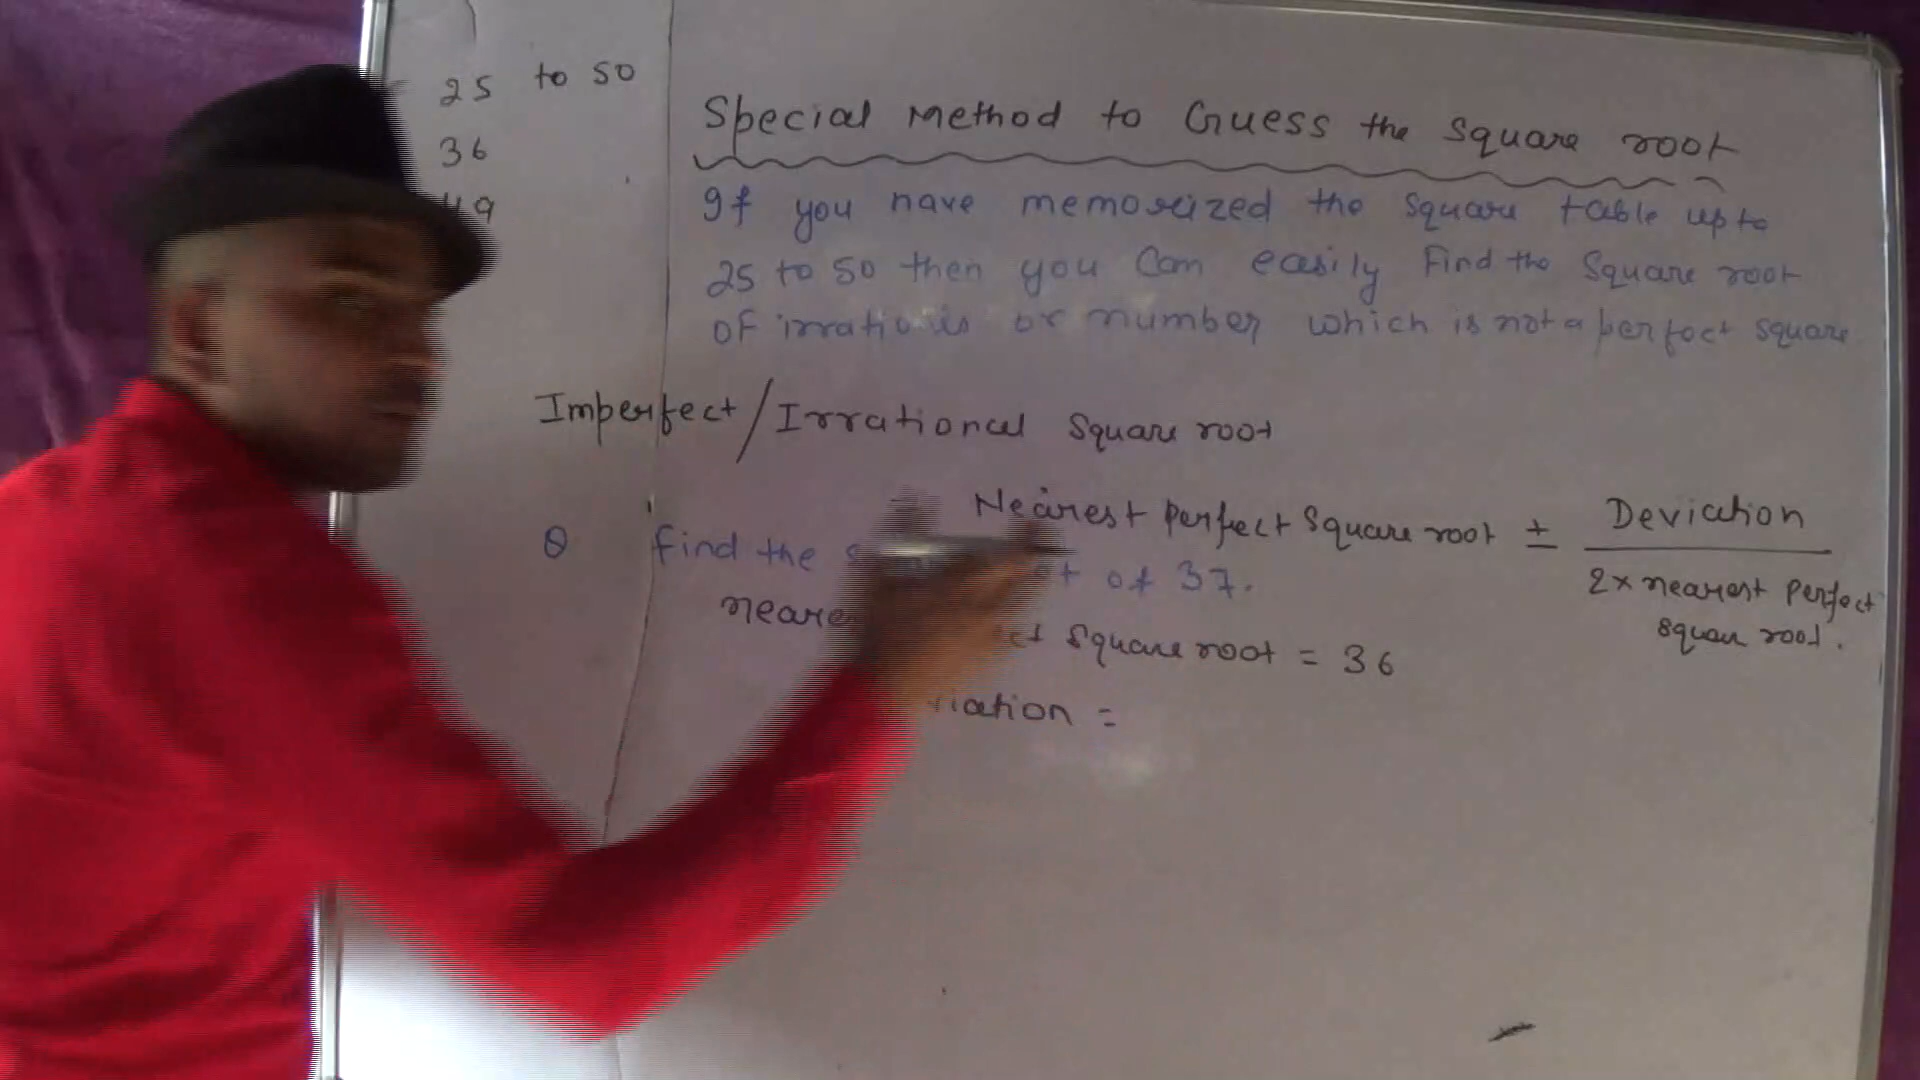 25 to 50
36
49
Special Method to Guess the square root
If you have memorized the square table up to
25 to 50 then you can easily Find the Square root
OF or number which is not a perfect square
Imperfect/Irrational square root
Nearest perfect square root ± Deviation
2 x nearest perfect
square root.
Q Find the of 37.
square root = 36
=